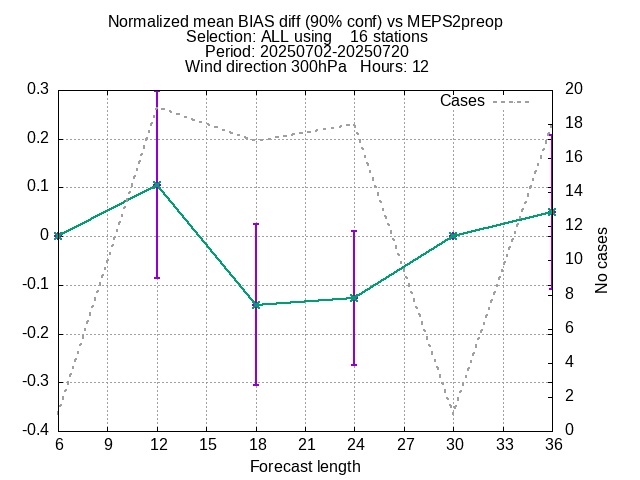 Normalized mean BIAS diff (90% conf) vs MEPS2preop
Selection: ALL using    16 stations
Period: 20250702-20250720
Wind direction 300hPa   Hours: 12
Cases
0.3
0.2
0.1
0
-0.1
-0.2
-0.3
-0.4
20
18
16
14
12
10
8
6
4
2
0
No cases
6 9 12 15 18 21 24 27 30 33 36
Forecast length